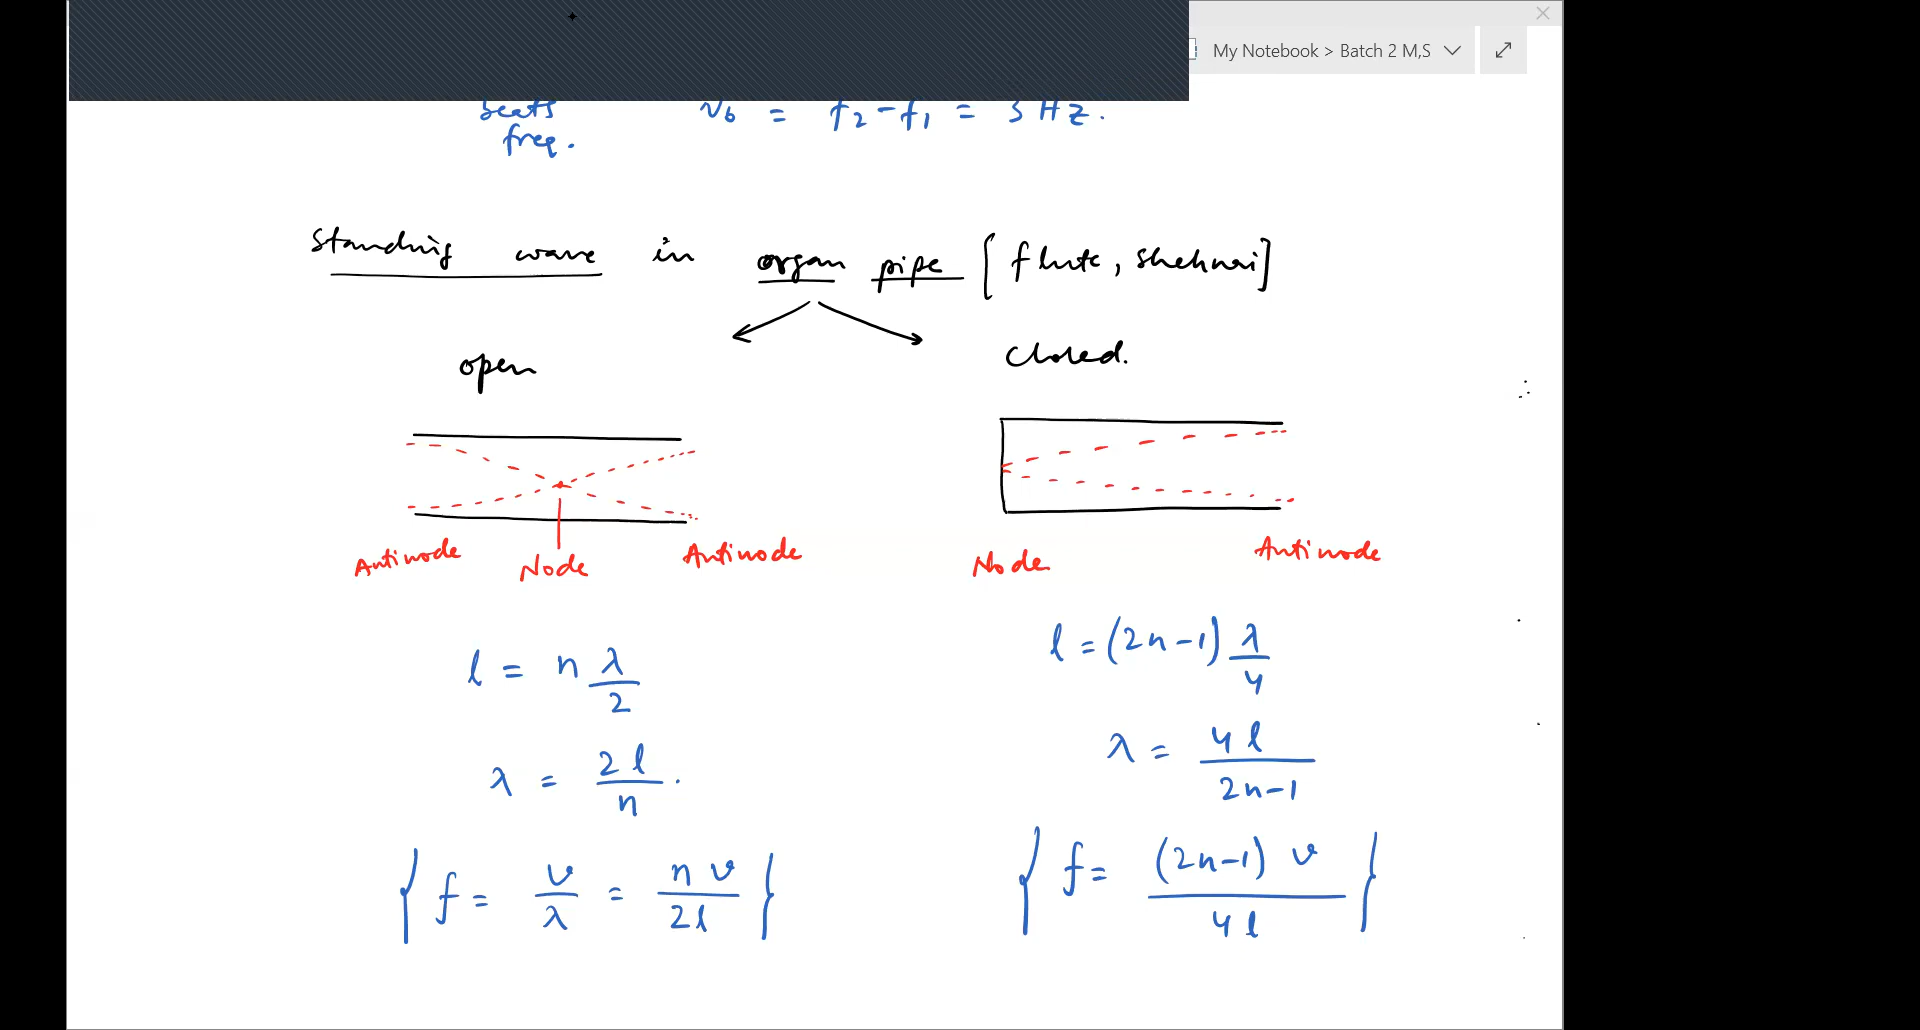 My Notebook > Batch 2 M,S
beats
freq.
ν_b = f₂ - f₁ = 3 Hz.
Standing wave in organ pipe [flute, shehnai]
open
closed.
Antinode Node Antinode
Node Antinode
l = n λ/2
λ = 2l/n.
{ f = v/λ = nv/2l }
l = (2n-1) λ/4
λ = 4l/2n-1
{ f = (2n-1) v/4l }